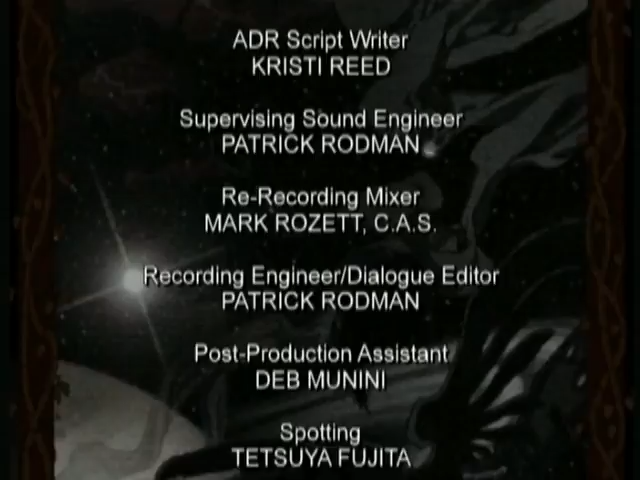 ADR Script Writer
KRISTI REED
Supervising Sound Engineer
PATRICK RODMAN
Re-Recording Mixer
MARK ROZETT, C.A.S.
Recording Engineer/Dialogue Editor
PATRICK RODMAN
Post-Production Assistant
DEB MUNINI
Spotting
TETSUYA FUJITA